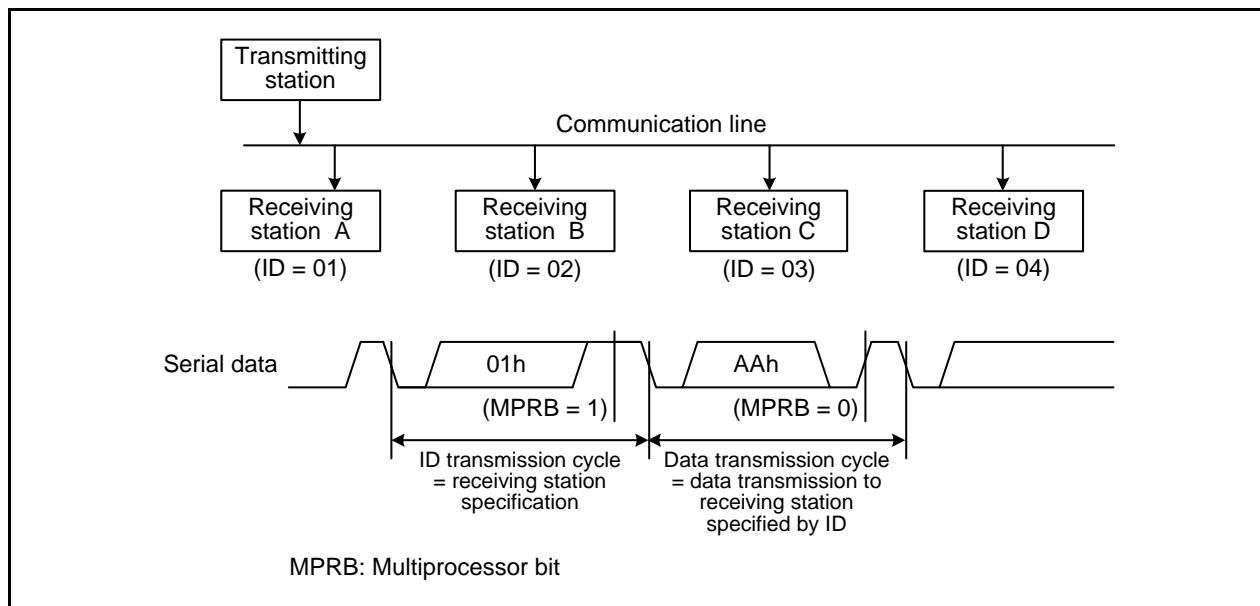 Transmitting
station
Communication line
Receiving
station A
(ID = 01)
Receiving
station B
(ID = 02)
Receiving
station C
(ID = 03)
Receiving
station D
(ID = 04)
Serial data
01h
AAh
(MPRB = 1)
(MPRB = 0)
ID transmission cycle
= receiving station
specification
Data transmission cycle
= data transmission to
receiving station
specified by ID
MPRB: Multiprocessor bit